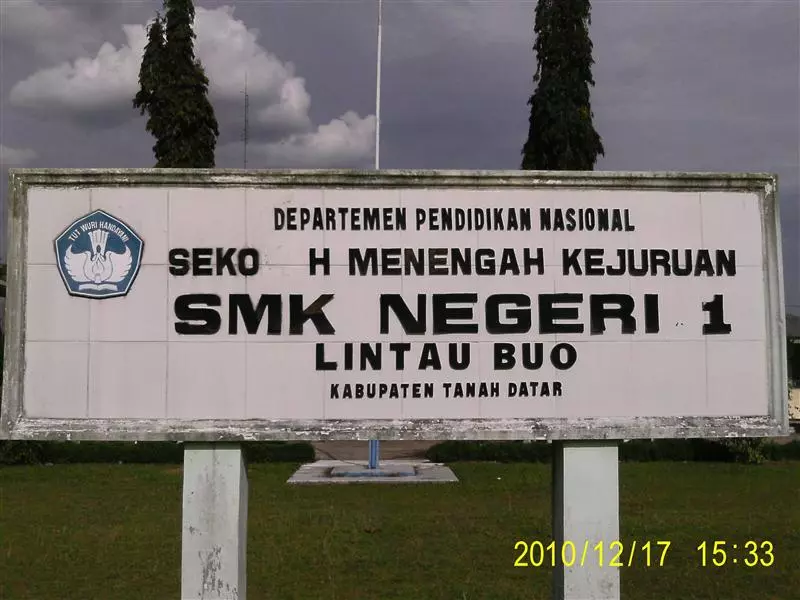 DEPARTEMEN PENDIDIKAN NASIONAL
TUT WURI HANDAYANI
SEKO H MENENGAH KEJURUAN
SMK NEGERI 1
LINTAU BUO
KABUPATEN TANAH DATAR
2010/12/17 15:33